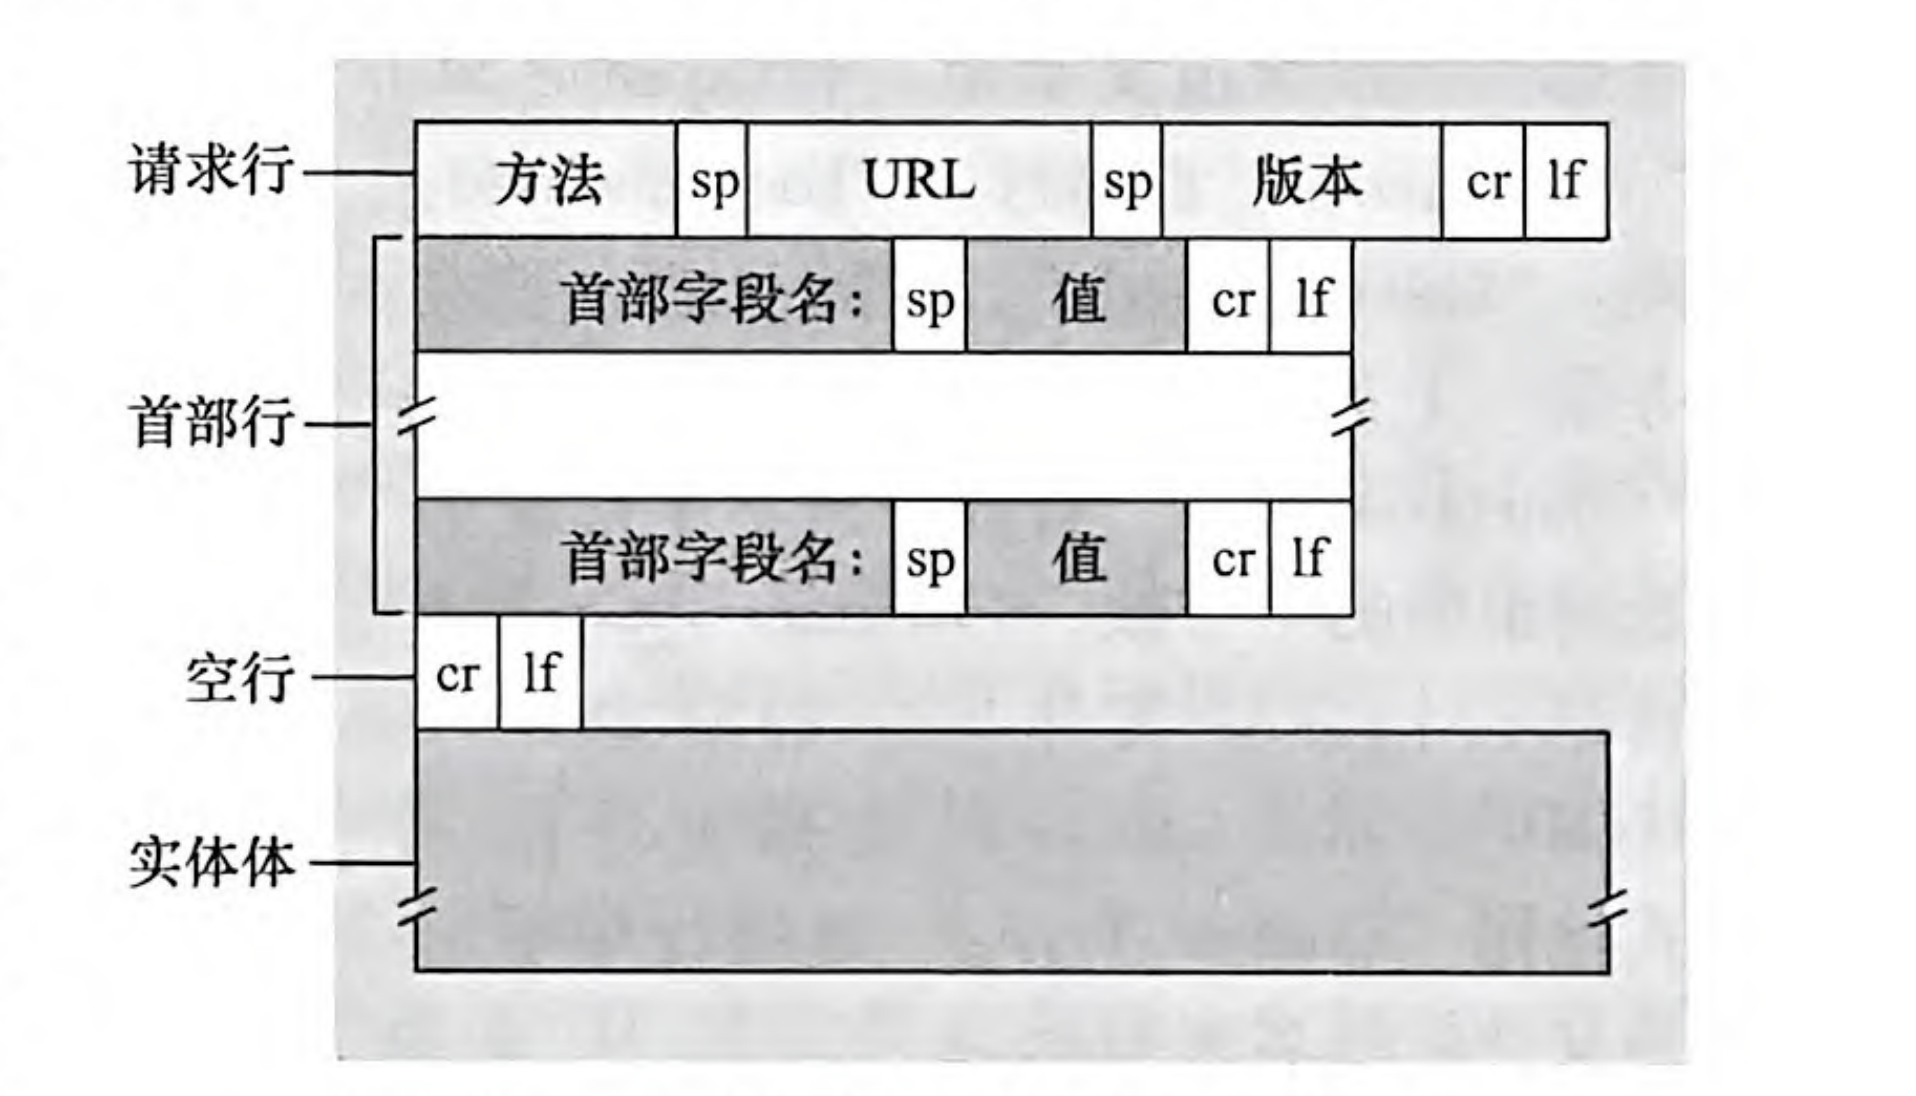 请求行 方法 sp URL sp 版本 cr lf
首部字段名: sp 值 cr lf
首部行
首部字段名: sp 值 cr lf
空行 cr lf
实体体